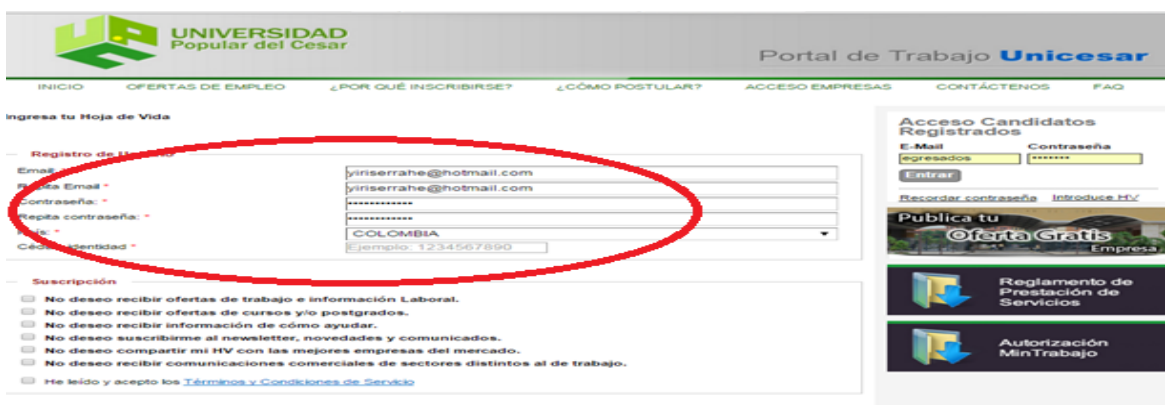 UNIVERSIDAD
Popular del Cesar
Portal de Trabajo Unicesar
INICIO OFERTAS DE EMPLEO ¿POR QUÉ INSCRIBIRSE? ¿CÓMO POSTULAR? ACCESO EMPRESAS CONTÁCTENOS FAQ
Ingresa tu Hoja de Vida
Registro de
Email yiriserrahe@hotmail.com
Email * yiriserrahe@hotmail.com
Contraseña: * ************
Repita contraseña: * ************
COLOMBIA
identidad * Ejemplo: 1234567890
Suscripción
No deseo recibir ofertas de trabajo e información Laboral.
No deseo recibir ofertas de cursos y/o postgrados.
No deseo recibir información de cómo ayudar.
No deseo suscribirme al newsletter, novedades y comunicados.
No deseo compartir mi HV con las mejores empresas del mercado.
No deseo recibir comunicaciones comerciales de sectores distintos al de trabajo.
He leído y acepto los Términos y Condiciones de Servicio
Acceso Candidatos
Registrados
E-Mail Contraseña
egresados *******
Entrar
Recordar contraseña Introduce HV
Publica tu
Oferta Gratis
Empresa
Reglamento de
Prestación de
Servicios
Autorización
MinTrabajo